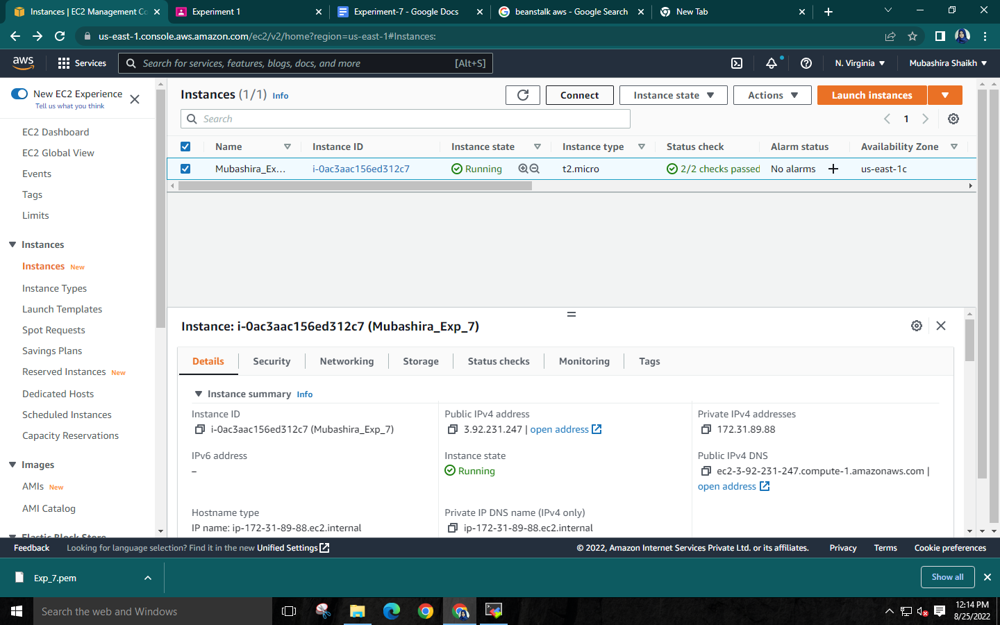 Instances | EC2 Management Co
Experiment 1
Experiment-7 - Google Docs
beanstalk aws - Google Search
New Tab
us-east-1.console.aws.amazon.com/ec2/v2/home?region=us-east-1#Instances:
aws
Services
Search for services, features, blogs, docs, and more
[Alt+S]
N. Virginia
Mubashira Shaikh
New EC2 Experience
Tell us what you think
EC2 Dashboard
EC2 Global View
Events
Tags
Limits
Instances
Instances New
Instance Types
Launch Templates
Spot Requests
Savings Plans
Reserved Instances New
Dedicated Hosts
Scheduled Instances
Capacity Reservations
Images
AMIs New
AMI Catalog
Elastic Block Store
Instances (1/1) Info
Connect
Instance state
Actions
Launch instances
Search
1
Name Instance ID Instance state Instance type Status check Alarm status Availability Zone
Mubashira_Ex... i-0ac3aac156ed312c7 Running t2.micro 2/2 checks passed No alarms us-east-1c
Instance: i-0ac3aac156ed312c7 (Mubashira_Exp_7)
Details Security Networking Storage Status checks Monitoring Tags
Instance summary Info
Instance ID
i-0ac3aac156ed312c7 (Mubashira_Exp_7)
Public IPv4 address
3.92.231.247 | open address
Private IPv4 addresses
172.31.89.88
IPv6 address
–
Instance state
Running
Public IPv4 DNS
ec2-3-92-231-247.compute-1.amazonaws.com |
open address
Hostname type
IP name: ip-172-31-89-88.ec2.internal
Private IP DNS name (IPv4 only)
ip-172-31-89-88.ec2.internal
Feedback
Looking for language selection? Find it in the new Unified Settings
© 2022, Amazon Internet Services Private Ltd. or its affiliates.
Privacy
Terms
Cookie preferences
Exp_7.pem
Show all
Search the web and Windows
12:14 PM
8/25/2022